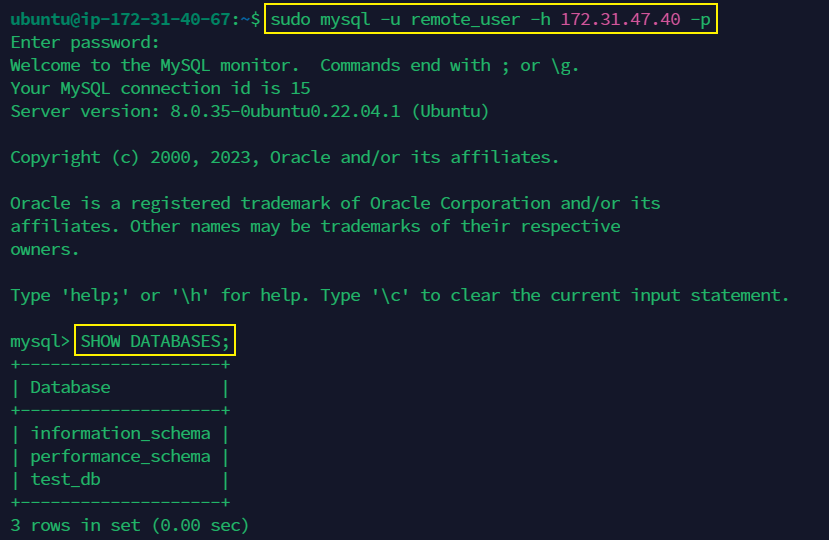 ubuntu@ip-172-31-40-67:~$ sudo mysql -u remote_user -h 172.31.47.40 -p
Enter password:
Welcome to the MySQL monitor.  Commands end with ; or \g.
Your MySQL connection id is 15
Server version: 8.0.35-0ubuntu0.22.04.1 (Ubuntu)

Copyright (c) 2000, 2023, Oracle and/or its affiliates.

Oracle is a registered trademark of Oracle Corporation and/or its
affiliates. Other names may be trademarks of their respective
owners.

Type 'help;' or '\h' for help. Type '\c' to clear the current input statement.

mysql> SHOW DATABASES;
+--------------------+
| Database           |
+--------------------+
| information_schema |
| performance_schema |
| test_db            |
+--------------------+
3 rows in set (0.00 sec)